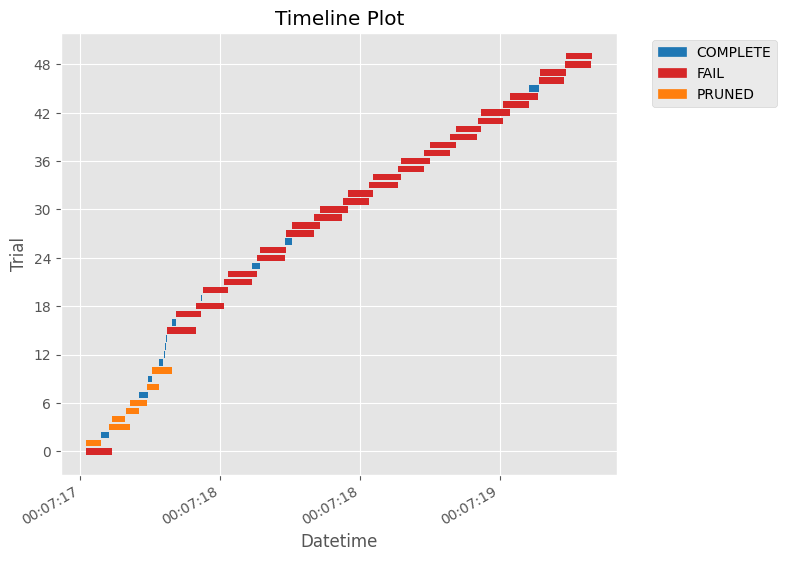 Timeline Plot
COMPLETE
FAIL
PRUNED
48
42
36
30
24
18
12
6
0
Trial
00:07:17
00:07:18
00:07:18
00:07:19
Datetime